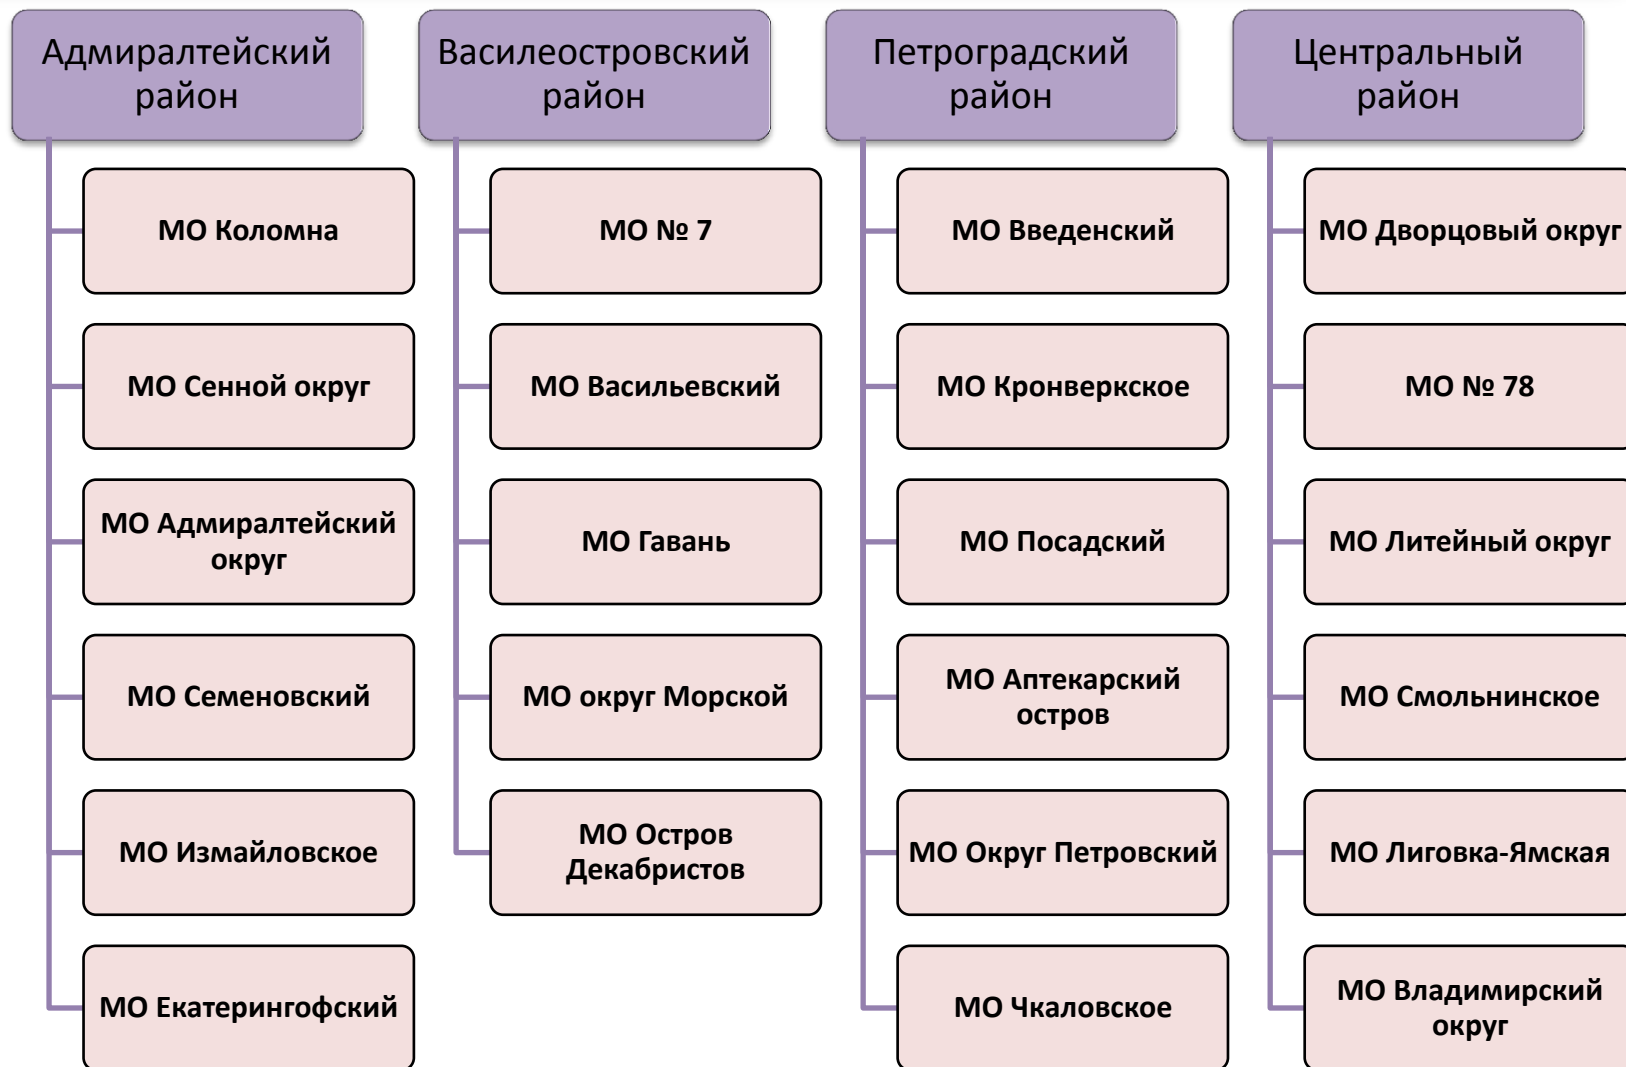 Адмиралтейский
район
МО Коломна
МО Сенной округ
МО Адмиралтейский
округ
МО Семеновский
МО Измайловское
МО Екатерингофский
Василеостровский
район
МО № 7
МО Васильевский
МО Гавань
МО округ Морской
МО Остров
Декабристов
Петроградский
район
МО Введенский
МО Кронверкское
МО Посадский
МО Аптекарский
остров
МО Округ Петровский
МО Чкаловское
Центральный
район
МО Дворцовый округ
МО № 78
МО Литейный округ
МО Смольнинское
МО Лиговка-Ямская
МО Владимирский
округ